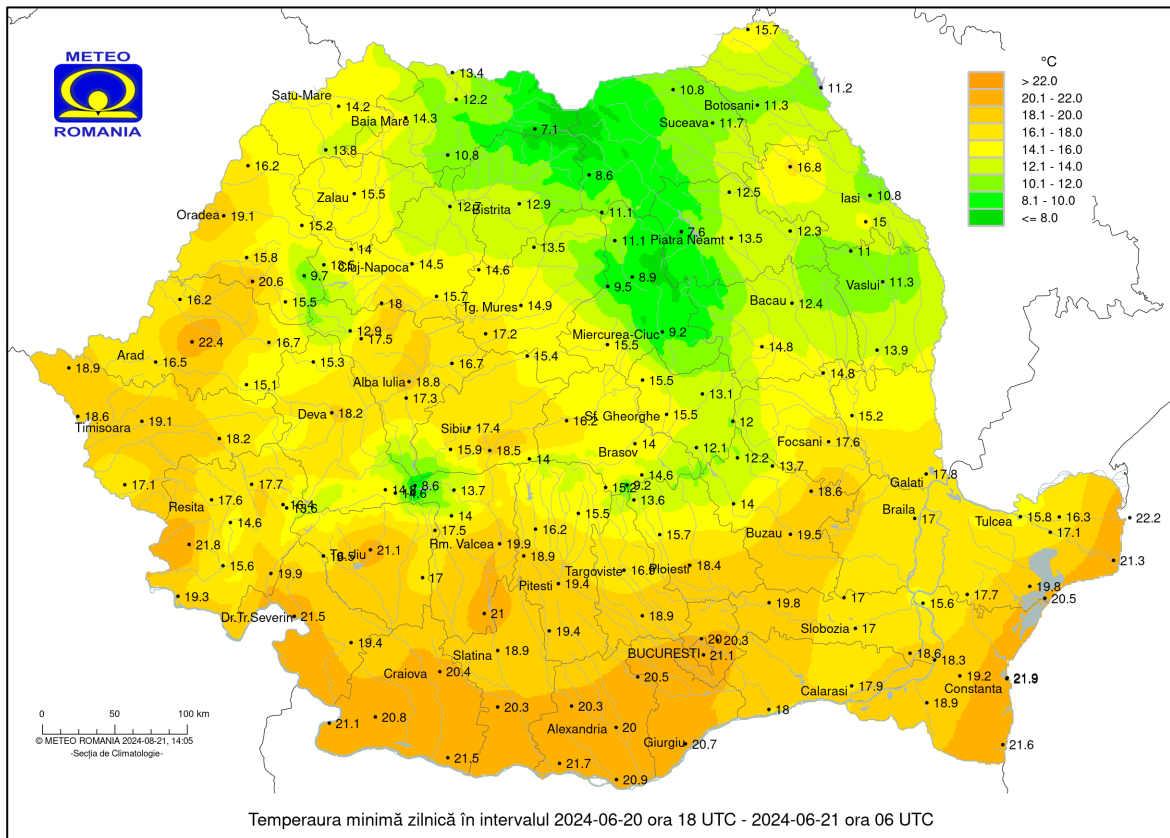 METEO
ROMANIA
°C
> 22.0
20.1 - 22.0
18.1 - 20.0
16.1 - 18.0
14.1 - 16.0
12.1 - 14.0
10.1 - 12.0
8.1 - 10.0
<= 8.0
15.7
13.4
Satu-Mare
14.2
12.2
10.8
11.2
Botosani 11.3
Baia Mare 14.3
7.1
Suceava 11.7
13.8
10.8
16.2
8.6
16.8
Zalau 15.5
12.7
Bistrita 12.9
11.1
12.5
Iasi 10.8
Oradea 19.1
15.2
7.6
12.3
15
11.1
Piatra Neamt 13.5
13.5
11
14
15.8
Cluj-Napoca 14.5
14.6
9.7
20.6
8.9
9.5
Vaslui 11.3
16.2
15.5
18
15.7
Tg. Mures 14.9
Bacau 12.4
12.9
17.5
17.2
9.2
Miercurea-Ciuc 15.5
22.4
16.7
14.8
13.9
Arad 16.5
15.3
16.7
15.4
18.9
14.8
15.1
Alba Iulia 18.8
15.5
17.3
13.1
18.6
Timisoara 19.1
Deva 18.2
Sibiu 17.4
16.2
Sf. Gheorghe 15.5
12
15.2
18.2
15.9
18.5
14
Brasov 14
12.1
12.2
Focsani 17.6
13.7
17.1
17.7
8.6
13.7
14.6
15.2
9.2
18.6
Galati 17.8
Resita 17.6
13.6
13.6
14
Braila 17
14.6
14
15.5
Tulcea 15.8
16.3
22.2
17.5
16.2
15.7
Buzau 19.5
17.1
21.8
Tg. Jiu 21.1
Rm. Valcea 19.9
18.9
21.3
15.6
19.9
17
Targoviste
Ploiesti 18.4
Pitesti 19.4
19.8
20.5
19.3
Dr.Tr.Severin 21.5
21
18.9
19.8
17
15.6
17.7
19.4
19.4
Slobozia 17
Slatina 18.9
20
20.3
BUCURESTI 21.1
18.6
18.3
Craiova 20.4
20.5
Calarasi 17.9
19.2
Constanta 21.9
18.9
21.1
20.8
20.3
20.3
Alexandria 20
18
Giurgiu 20.7
21.6
21.5
21.7
20.9
0 50 100 km
© METEO ROMANIA 2024-08-21, 14:05
-Secția de Climatologie-
Temperaura minimă zilnică în intervalul 2024-06-20 ora 18 UTC - 2024-06-21 ora 06 UTC